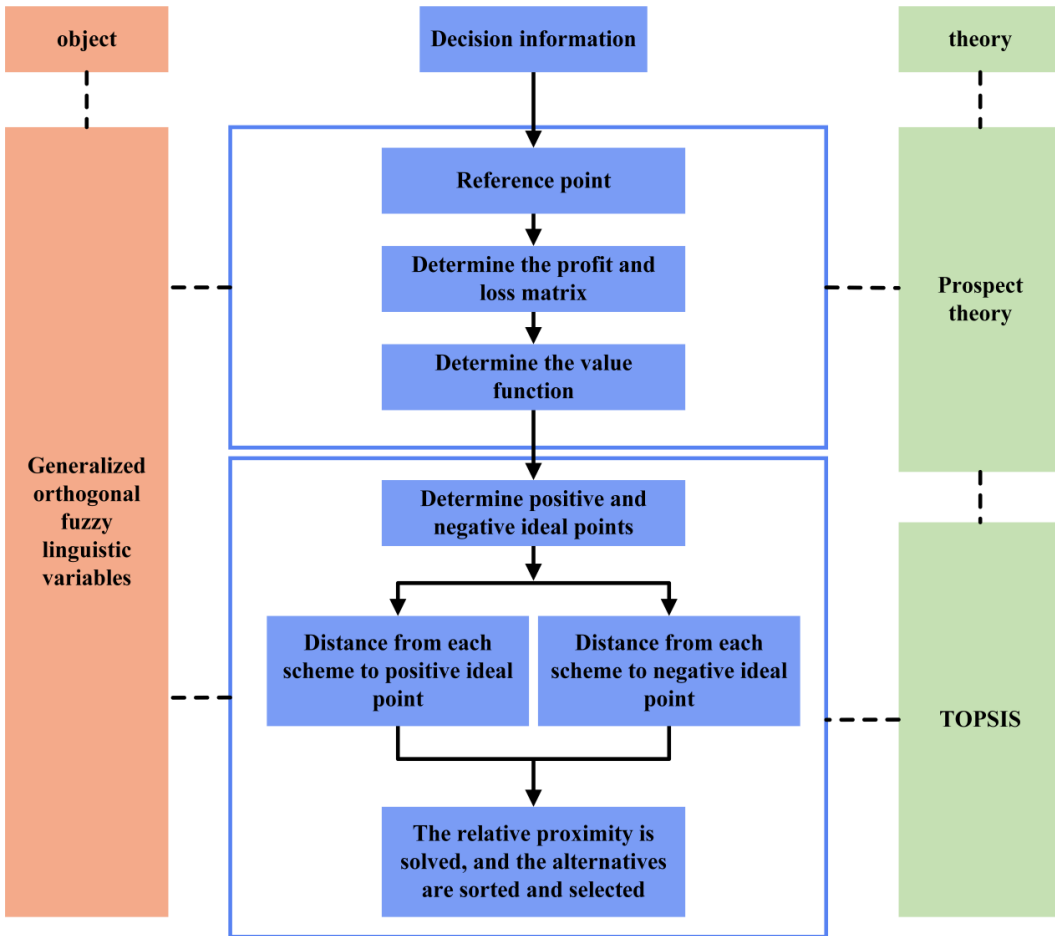 object
Decision information
theory
Reference point
Determine the profit and
loss matrix
Prospect
theory
Determine the value
function
Generalized
orthogonal
fuzzy
linguistic
variables
Determine positive and
negative ideal points
Distance from each
scheme to positive ideal
point
Distance from each
scheme to negative ideal
point
TOPSIS
The relative proximity is
solved, and the alternatives
are sorted and selected